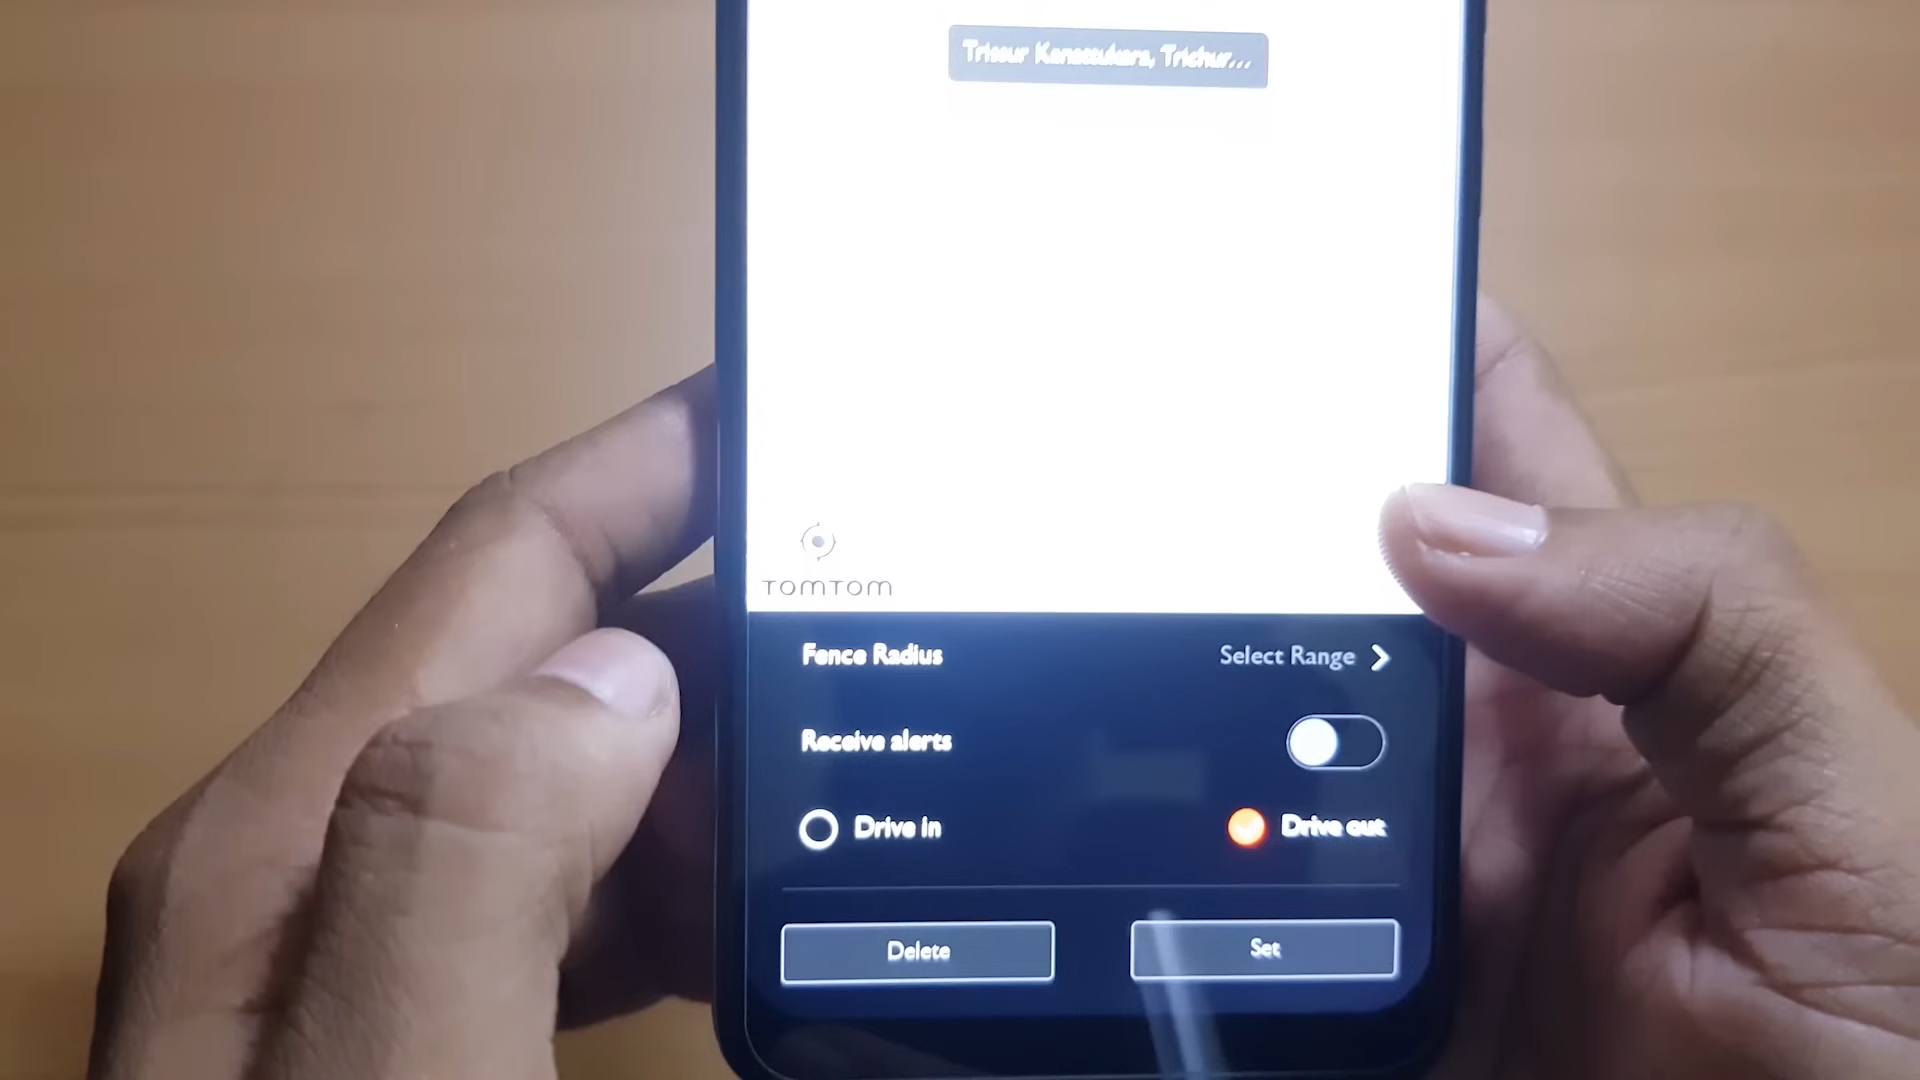 Trissur Kanattukara, Trichur...
TOMTOM
Fence Radius
Select Range
Receive alerts
Drive in
Drive out
Delete
Set